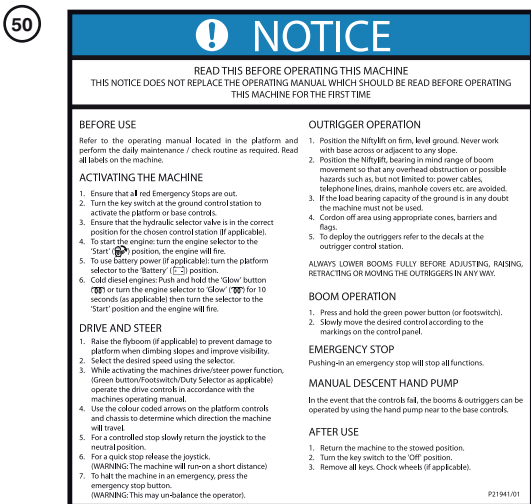 50
NOTICE
READ THIS BEFORE OPERATING THIS MACHINE
THIS NOTICE DOES NOT REPLACE THE OPERATING MANUAL WHICH SHOULD BE READ BEFORE OPERATING
THIS MACHINE FOR THE FIRST TIME
BEFORE USE
Refer to the operating manual located in the platform and
perform the daily maintenance / check routine as required. Read
all labels on the machine.
ACTIVATING THE MACHINE
1. Ensure that all red Emergency Stops are out.
2. Turn the key switch at the ground control station to
activate the platform or base controls.
3. Ensure that the hydraulic selector valve is in the correct
position for the chosen control station (if applicable).
4. To start the engine: turn the engine selector to the
'Start' ( ) position, the engine will fire.
5. To use battery power (if applicable): turn the platform
selector to the 'Battery' ( ) position.
6. Cold diesel engines: Push and hold the 'Glow' button
( ) or turn the engine selector to 'Glow' ( ) for 10
seconds (as applicable) then turn the selector to the
'Start' position and the engine will fire.
DRIVE AND STEER
1. Raise the flyboom (if applicable) to prevent damage to
platform when climbing slopes and improve visibility.
2. Select the desired speed using the selector.
3. While activating the machines drive/steer power function,
(Green button/Footswitch/Duty Selector as applicable)
operate the drive controls in accordance with the
machines operating manual.
4. Use the colour coded arrows on the platform controls
and chassis to determine which direction the machine
will travel.
5. For a controlled stop slowly return the joystick to the
neutral position.
6. For a quick stop release the joystick.
(WARNING: The machine will run-on a short distance)
7. To halt the machine in an emergency, press the
emergency stop button.
(WARNING: This may un-balance the operator).
OUTRIGGER OPERATION
1. Position the Niftylift on firm, level ground. Never work
with base across or adjacent to any slope.
2. Position the Niftylift, bearing in mind range of boom
movement so that any overhead obstruction or possible
hazards such as, but not limited to: power cables,
telephone lines, drains, manhole covers etc. are avoided.
3. If the load bearing capacity of the ground is in any doubt
the machine must not be used.
4. Cordon off area using appropriate cones, barriers and
flags.
5. To deploy the outriggers refer to the decals at the
outrigger control station.
ALWAYS LOWER BOOMS FULLY BEFORE ADJUSTING, RAISING,
RETRACTING OR MOVING THE OUTRIGGERS IN ANY WAY.
BOOM OPERATION
1. Press and hold the green power button (or footswitch).
2. Slowly move the desired control according to the
markings on the control panel.
EMERGENCY STOP
Pushing-in an emergency stop will stop all functions.
MANUAL DESCENT HAND PUMP
In the event that the controls fail, the booms & outriggers can be
operated by using the hand pump near to the base controls.
AFTER USE
1. Return the machine to the stowed position.
2. Turn the key switch to the 'Off' position.
3. Remove all keys. Chock wheels (if applicable).
P21941/01